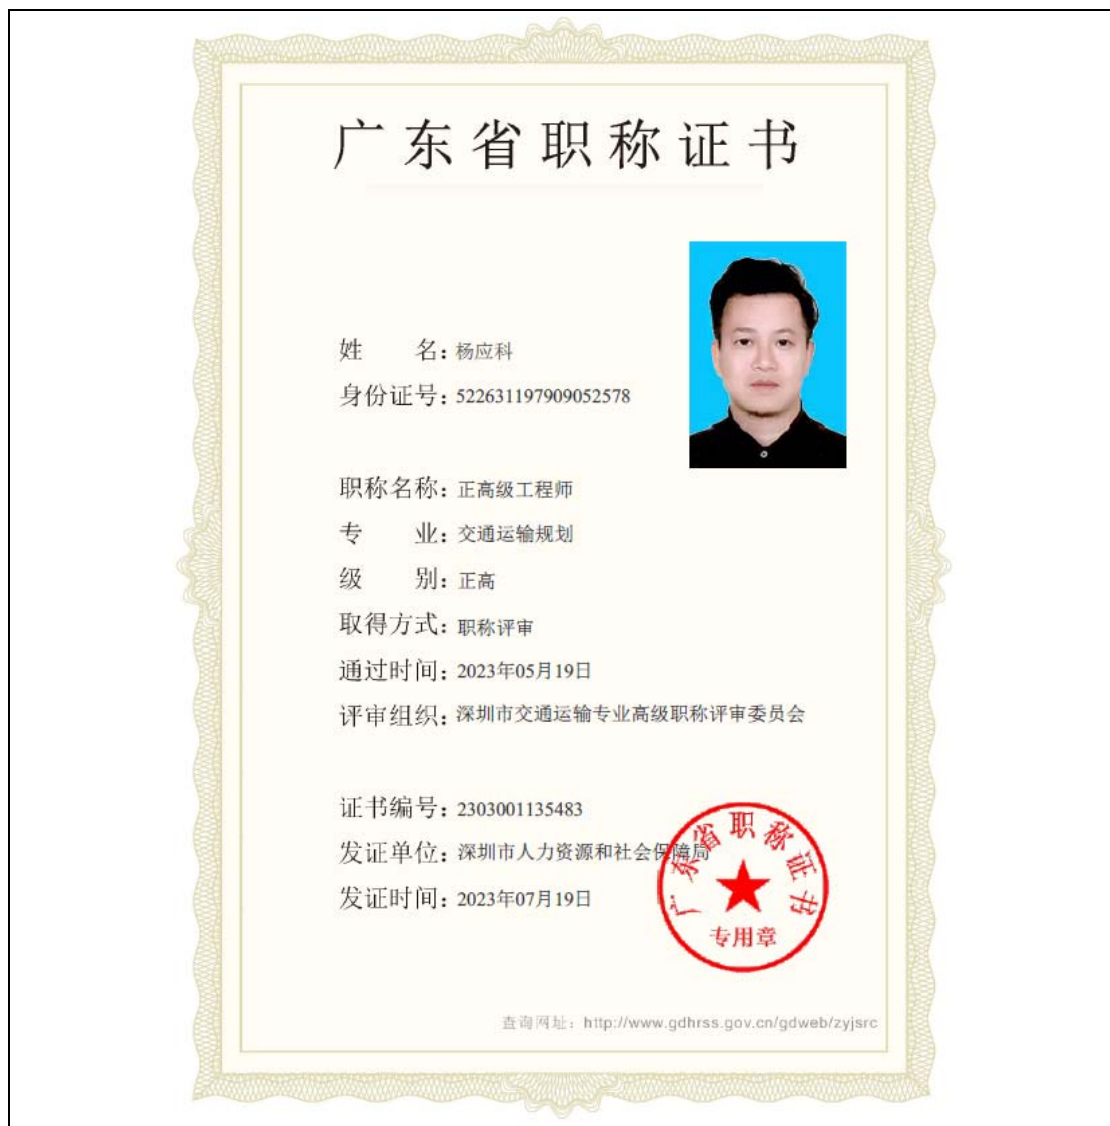 广东省职称证书
姓 名：杨应科
身份证号：522631197909052578
职称名称：正高级工程师
专 业：交通运输规划
级 别：正高
取得方式：职称评审
通过时间：2023年05月19日
评审组织：深圳市交通运输专业高级职称评审委员会
证书编号：2303001135483
发证单位：深圳市人力资源和社会保障局
发证时间：2023年07月19日
广东省职称证书
专用章
查询网址：http://www.gdhrss.gov.cn/gdweb/zyjsrc